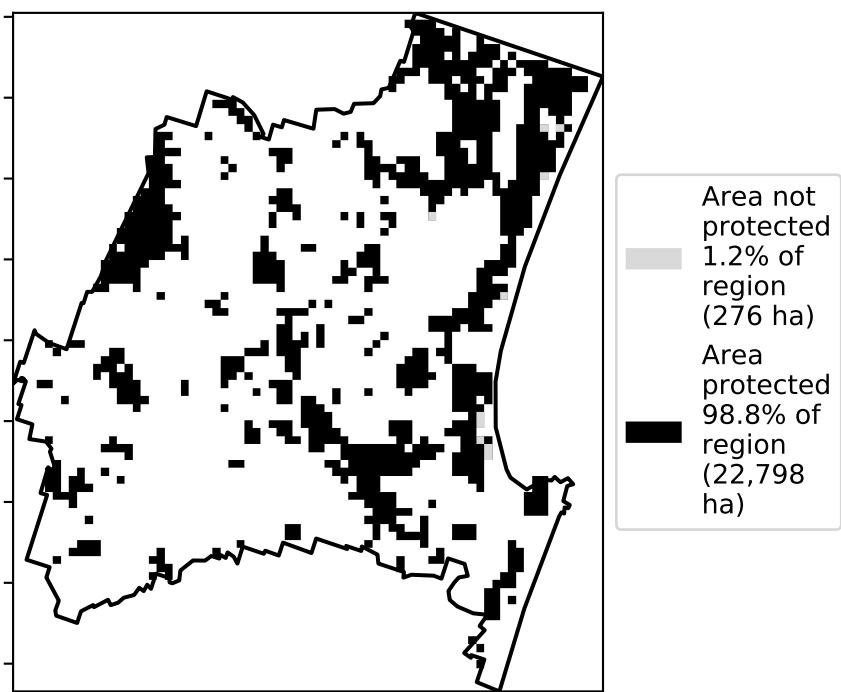 Area not
protected
1.2% of
region
(276 ha)
Area
protected
98.8% of
region
(22,798
ha)